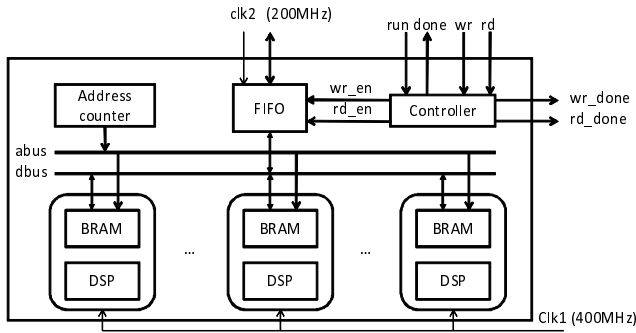 clk2 (200MHz)
run done wr rd
Address
counter
FIFO
wr_en
rd_en
Controller
wr_done
rd_done
abus
dbus
BRAM
DSP
...
BRAM
DSP
...
BRAM
DSP
Clk1 (400MHz)